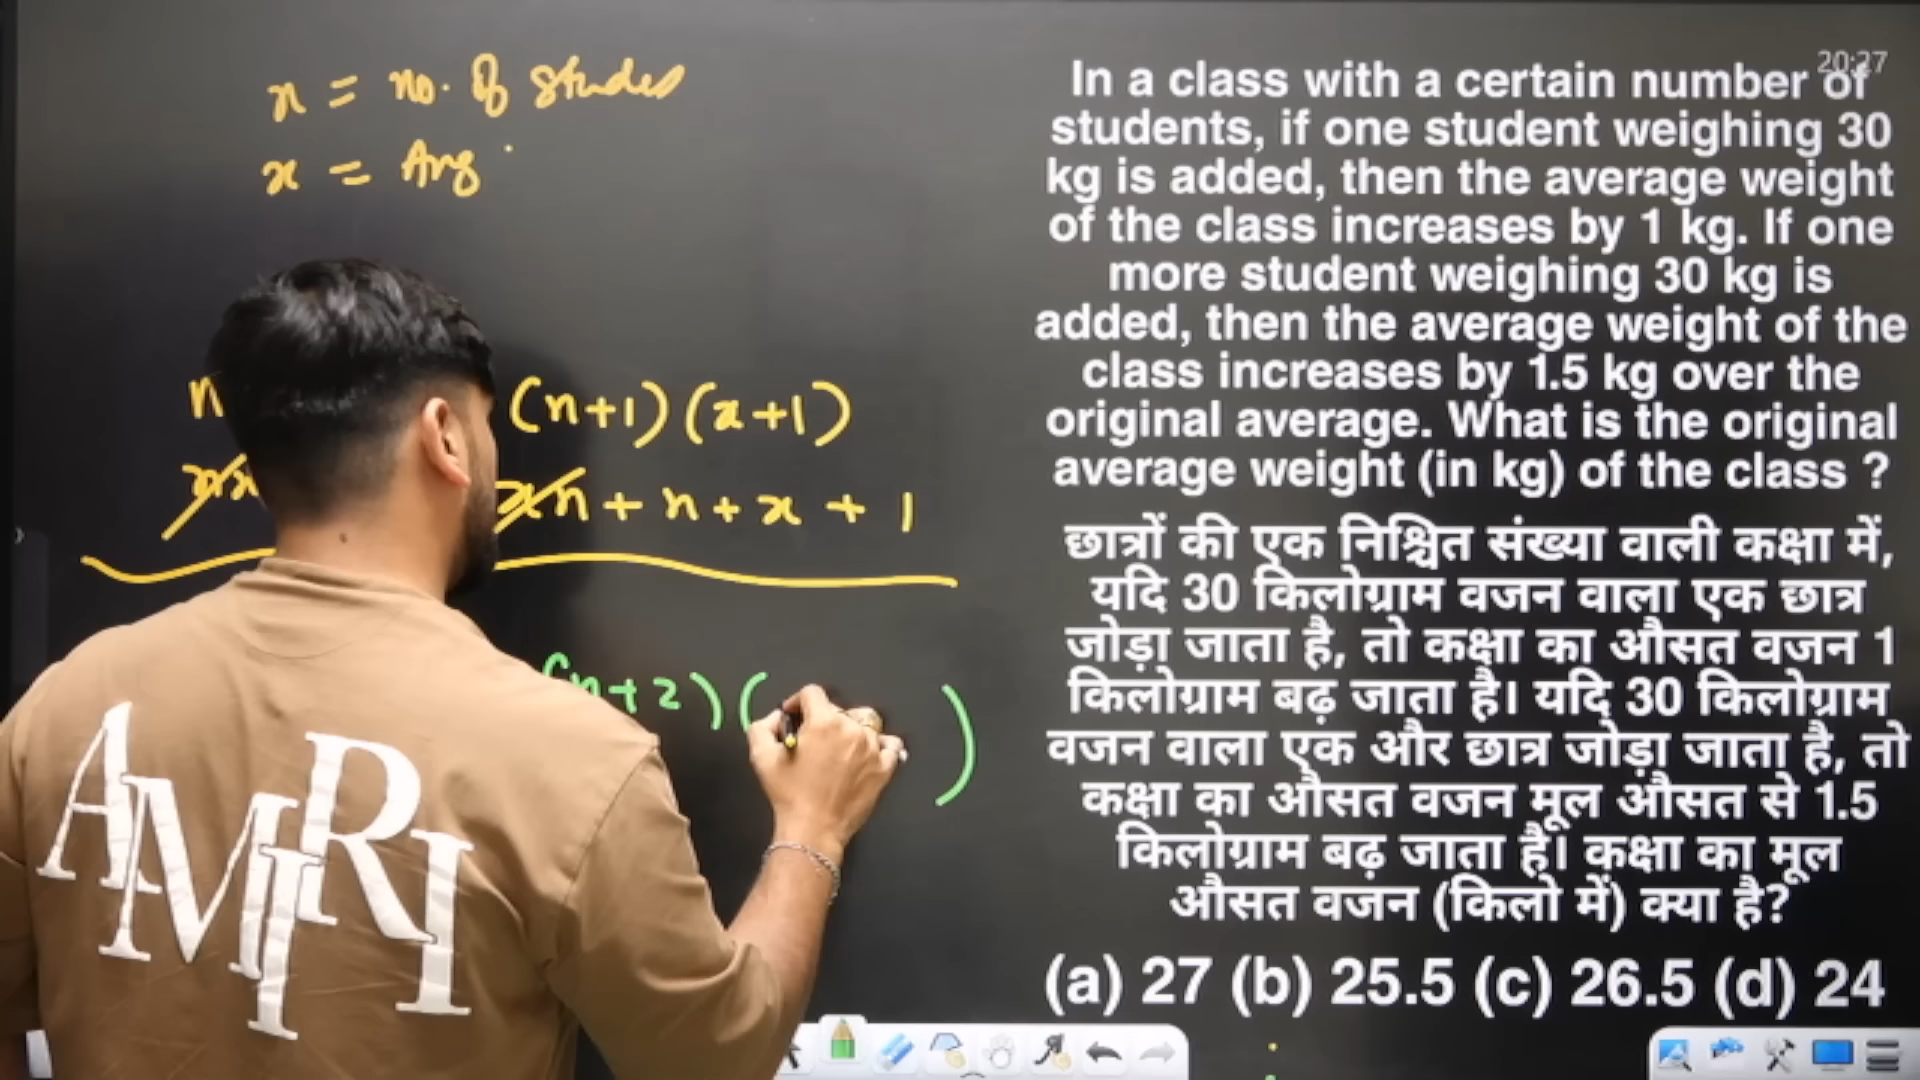 20:27
n = no. of studes
x = Avg
(n+1)(x+1)
xn + n + x + 1
(n+2)( )
AMIRI
In a class with a certain number of
students, if one student weighing 30
kg is added, then the average weight
of the class increases by 1 kg. If one
more student weighing 30 kg is
added, then the average weight of the
class increases by 1.5 kg over the
original average. What is the original
average weight (in kg) of the class ?
छात्रों की एक निश्चित संख्या वाली कक्षा में,
यदि 30 किलोग्राम वजन वाला एक छात्र
जोड़ा जाता है, तो कक्षा का औसत वजन 1
किलोग्राम बढ़ जाता है। यदि 30 किलोग्राम
वजन वाला एक और छात्र जोड़ा जाता है, तो
कक्षा का औसत वजन मूल औसत से 1.5
किलोग्राम बढ़ जाता है। कक्षा का मूल
औसत वजन (किलो में) क्या है?
(a) 27 (b) 25.5 (c) 26.5 (d) 24